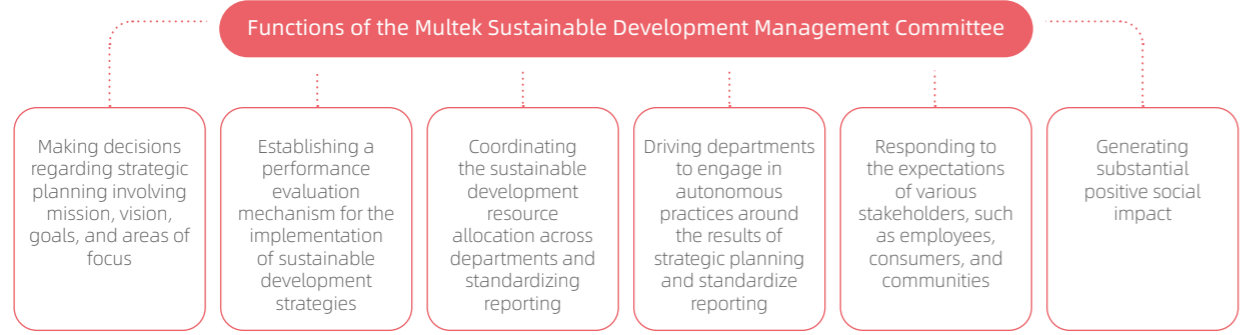 Functions of the Multek Sustainable Development Management Committee
Making decisions
regarding strategic
planning involving
mission, vision,
goals, and areas of
focus
Establishing a
performance
evaluation
mechanism for the
implementation
of sustainable
development
strategies
Coordinating
the sustainable
development
resource
allocation across
departments and
standardizing
reporting
Driving departments
to engage in
autonomous
practices around
the results of
strategic planning
and standardize
reporting
Responding to
the expectations
of various
stakeholders, such
as employees,
consumers, and
communities
Generating
substantial
positive social
impact